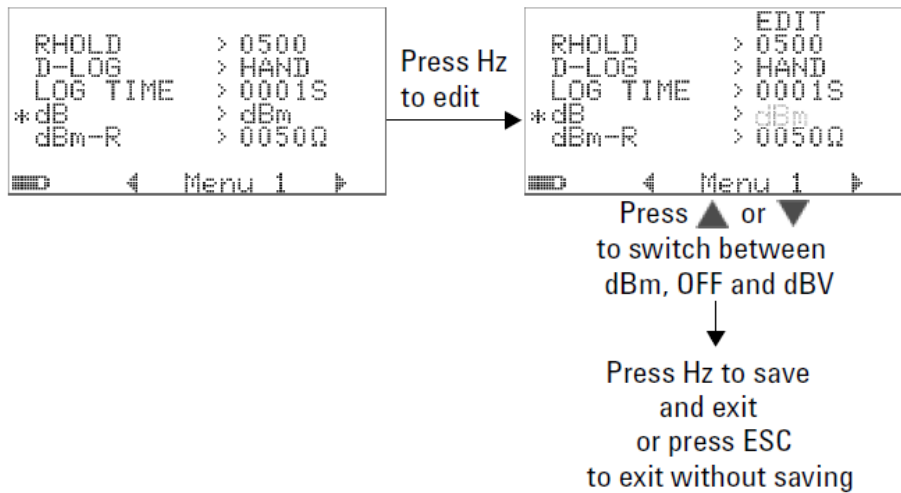 RHOLD > 0500
D-LOG > HAND
LOG TIME > 0001S
*dB > dBm
dBm-R > 0050Ω
Menu 1
Press Hz
to edit
EDIT
RHOLD > 0500
D-LOG > HAND
LOG TIME > 0001S
*dB > dBm
dBm-R > 0050Ω
Menu 1
Press ▲ or ▼
to switch between
dBm, OFF and dBV
Press Hz to save
and exit
or press ESC
to exit without saving